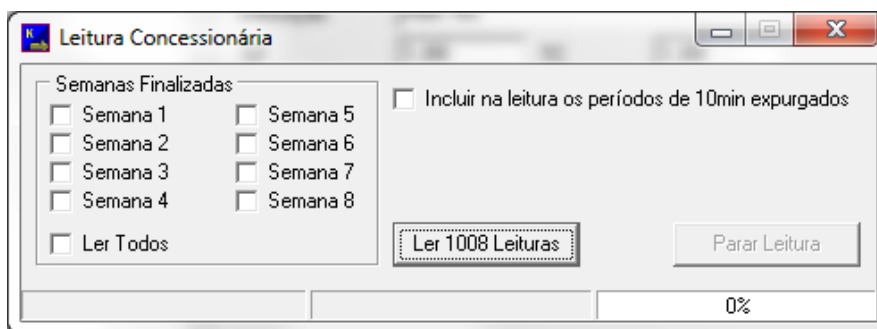 Leitura Concessionária
Semanas Finalizadas
Semana 1
Semana 2
Semana 3
Semana 4
Semana 5
Semana 6
Semana 7
Semana 8
Ler Todos
Incluir na leitura os períodos de 10min expurgados
Ler 1008 Leituras
Parar Leitura
0%